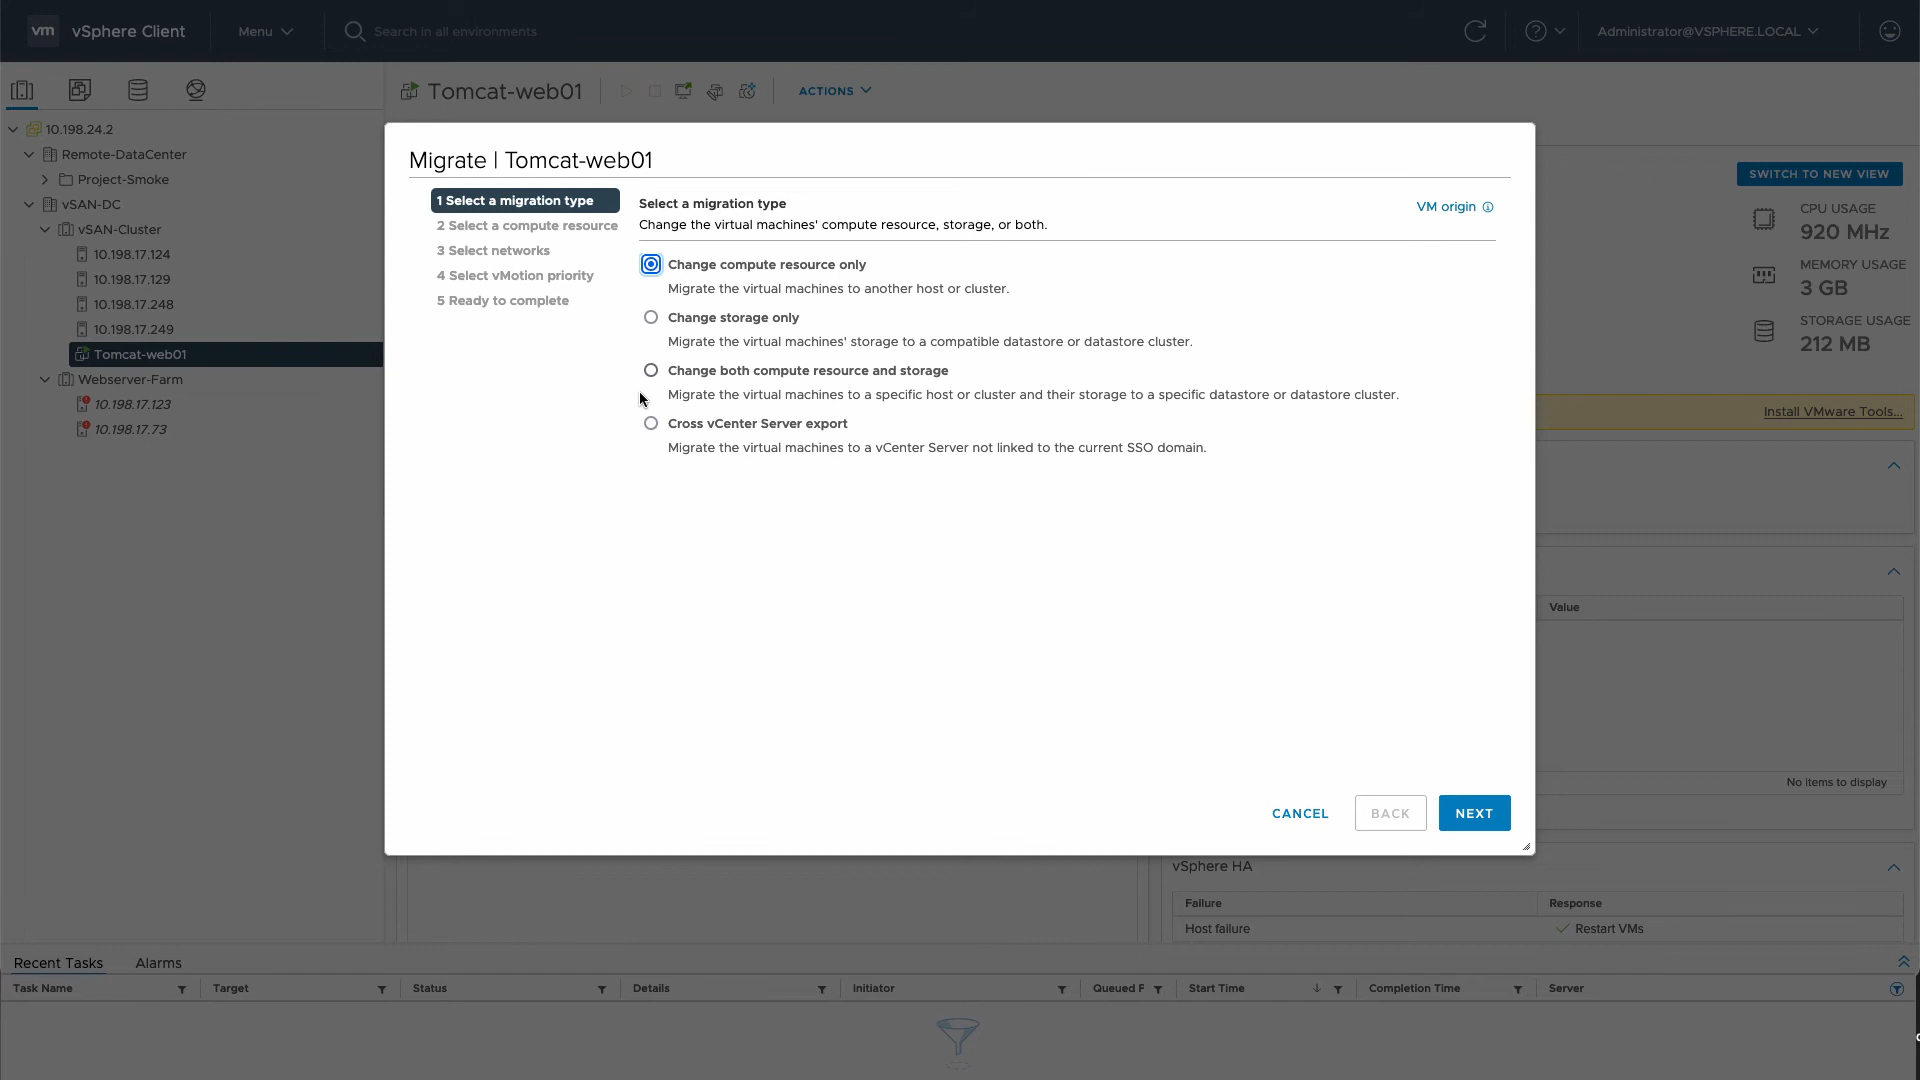 vm vSphere Client Menu Search in all environments Administrator@VSPHERE.LOCAL
Tomcat-web01 ACTIONS
10.198.24.2
Remote-DataCenter
Project-Smoke
vSAN-DC
vSAN-Cluster
10.198.17.124
10.198.17.129
10.198.17.248
10.198.17.249
Tomcat-web01
Webserver-Farm
10.198.17.123
10.198.17.73
Migrate | Tomcat-web01
1 Select a migration type
2 Select a compute resource
3 Select networks
4 Select vMotion priority
5 Ready to complete
Select a migration type
VM origin
Change the virtual machines' compute resource, storage, or both.
Change compute resource only
Migrate the virtual machines to another host or cluster.
Change storage only
Migrate the virtual machines' storage to a compatible datastore or datastore cluster.
Change both compute resource and storage
Migrate the virtual machines to a specific host or cluster and their storage to a specific datastore or datastore cluster.
Cross vCenter Server export
Migrate the virtual machines to a vCenter Server not linked to the current SSO domain.
CANCEL BACK NEXT
SWITCH TO NEW VIEW
CPU USAGE
920 MHz
MEMORY USAGE
3 GB
STORAGE USAGE
212 MB
Install VMware Tools...
Value
No items to display
vSphere HA
Failure Response
Host failure Restart VMs
Recent Tasks Alarms
Task Name Target Status Details Initiator Queued F Start Time Completion Time Server